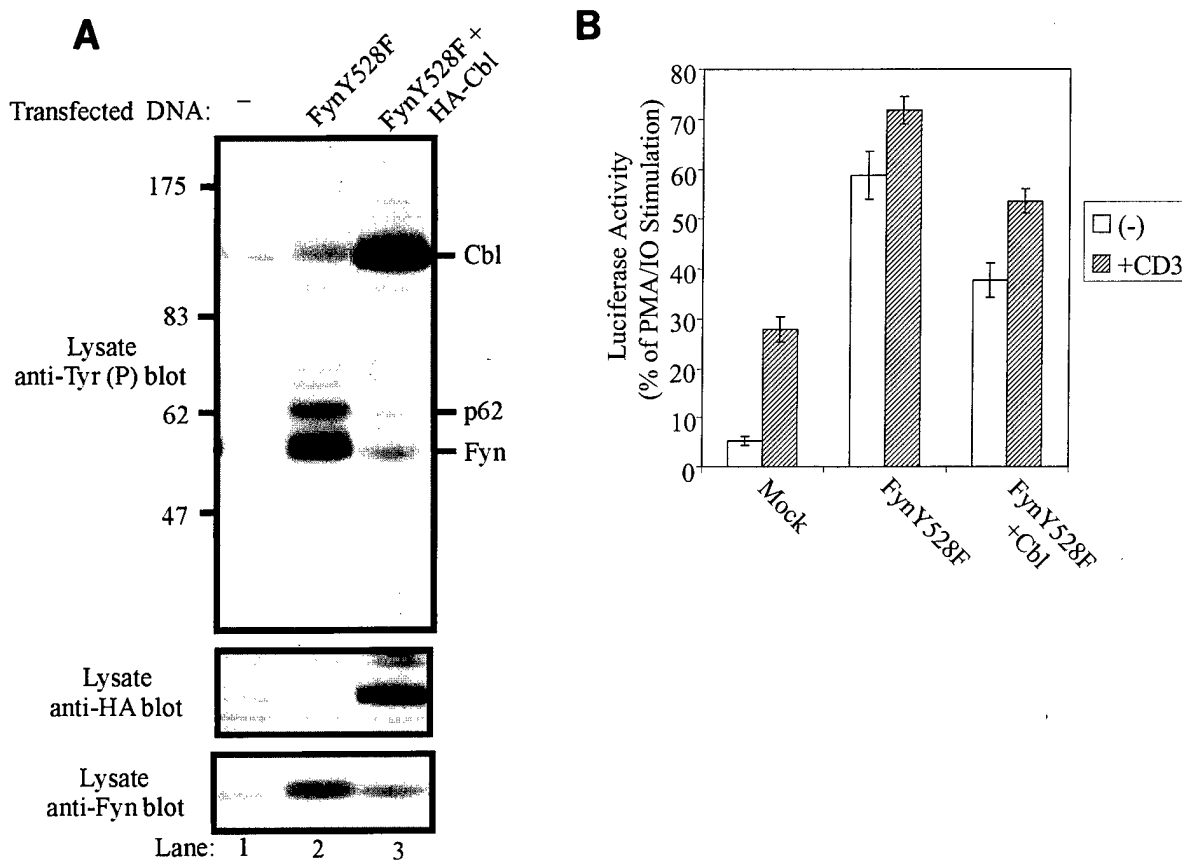 A
Transfected DNA:
–
FynY528F
FynY528F +
HA-Cbl
175
83
62
47
Lysate
anti-Tyr (P) blot
Cbl
p62
Fyn
Lysate
anti-HA blot
Lysate
anti-Fyn blot
Lane: 1 2 3
B
Luciferase Activity
(% of PMA/IO Stimulation)
80
70
60
50
40
30
20
10
0
Mock
FynY528F
FynY528F
+Cbl
(-)
+CD3